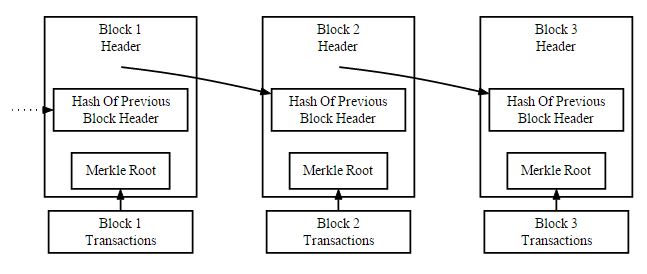 Block 1
Header
Hash Of Previous
Block Header
Merkle Root
Block 1
Transactions
Block 2
Header
Hash Of Previous
Block Header
Merkle Root
Block 2
Transactions
Block 3
Header
Hash Of Previous
Block Header
Merkle Root
Block 3
Transactions